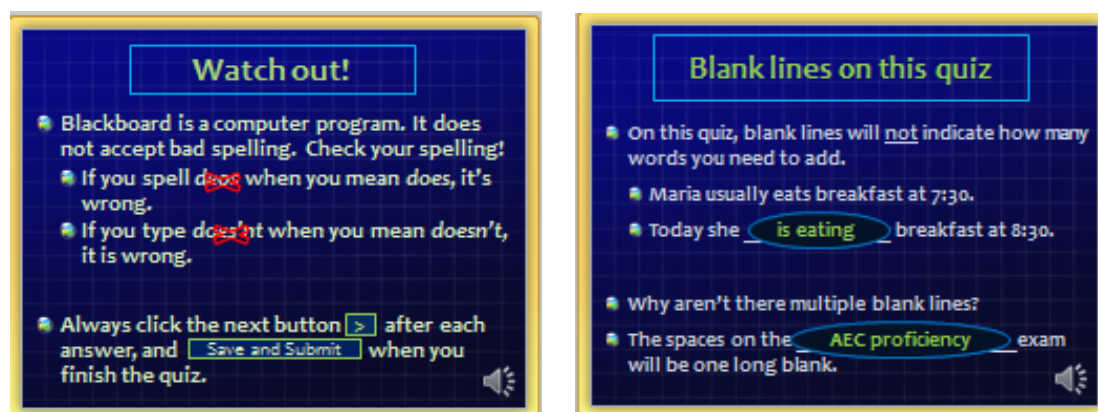 Watch out!
Blackboard is a computer program. It does
not accept bad spelling. Check your spelling!
If you spell deos when you mean does, it's
wrong.
If you type does'nt when you mean doesn't,
it is wrong.
Always click the next button > after each
answer, and Save and Submit when you
finish the quiz.
Blank lines on this quiz
On this quiz, blank lines will not indicate how many
words you need to add.
Maria usually eats breakfast at 7:30.
Today she is eating breakfast at 8:30.
Why aren't there multiple blank lines?
The spaces on the AEC proficiency exam
will be one long blank.